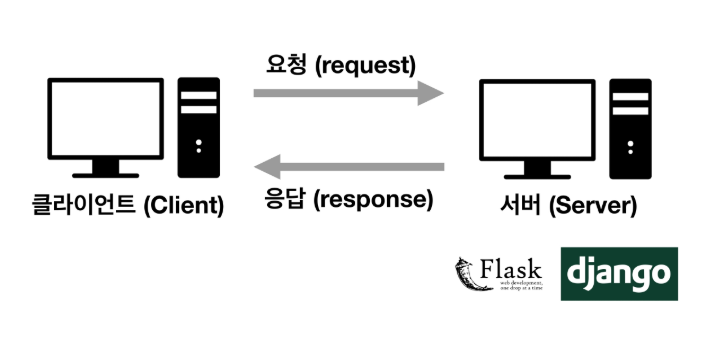 요청 (request)
클라이언트 (Client)
응답 (response)
서버 (Server)
Flask
web development,
one drop at a time
django